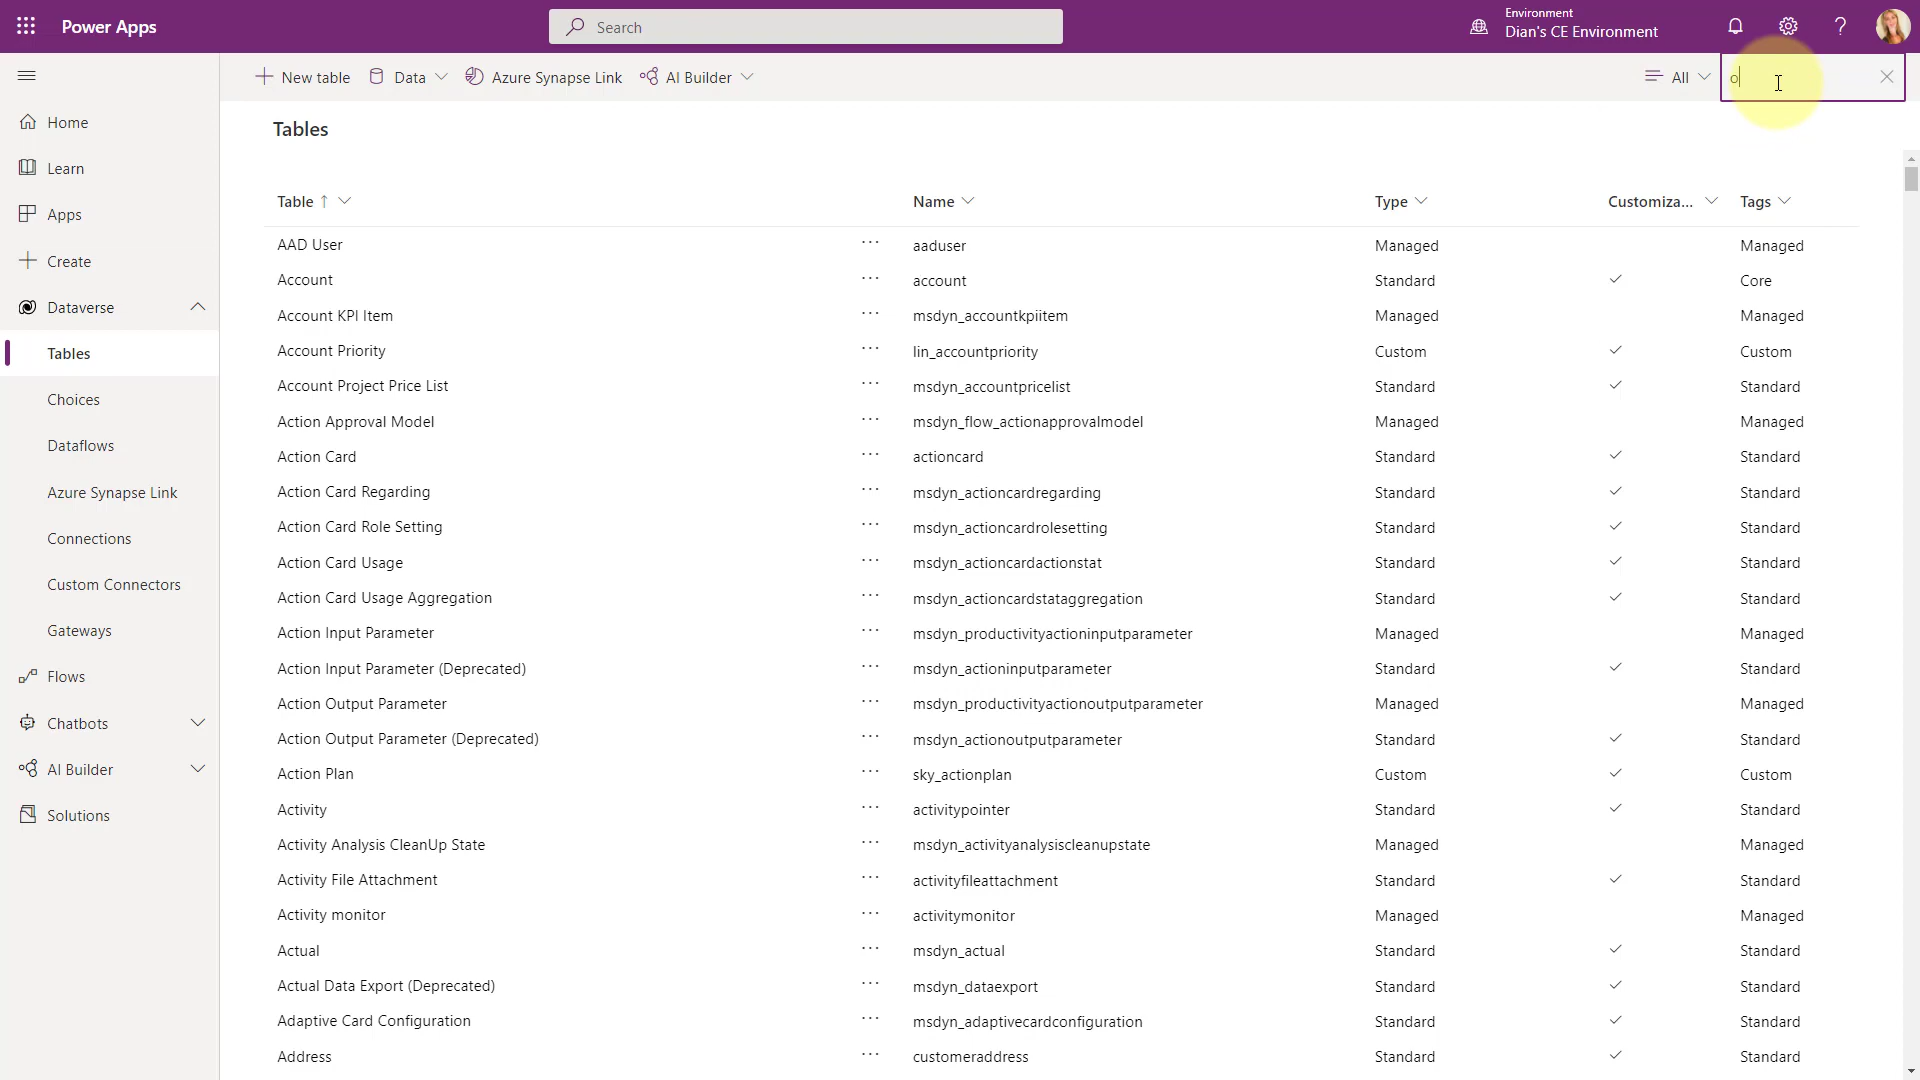 Power Apps
Search
Environment
Dian's CE Environment
New table
Data
Azure Synapse Link
AI Builder
All
o
Home
Learn
Apps
Create
Dataverse
Tables
Choices
Dataflows
Azure Synapse Link
Connections
Custom Connectors
Gateways
Flows
Chatbots
AI Builder
Solutions
Tables
Table Name Type Customiza... Tags
AAD User ... aaduser Managed Managed
Account ... account Standard Core
Account KPI Item ... msdyn_accountkpiitem Managed Managed
Account Priority ... lin_accountpriority Custom Custom
Account Project Price List ... msdyn_accountpricelist Standard Standard
Action Approval Model ... msdyn_flow_actionapprovalmodel Managed Managed
Action Card ... actioncard Standard Standard
Action Card Regarding ... msdyn_actioncardregarding Standard Standard
Action Card Role Setting ... msdyn_actioncardrolesetting Standard Standard
Action Card Usage ... msdyn_actioncardactionstat Standard Standard
Action Card Usage Aggregation ... msdyn_actioncardstataggregation Standard Standard
Action Input Parameter ... msdyn_productivityactioninputparameter Managed Managed
Action Input Parameter (Deprecated) ... msdyn_actioninputparameter Standard Standard
Action Output Parameter ... msdyn_productivityactionoutputparameter Managed Managed
Action Output Parameter (Deprecated) ... msdyn_actionoutputparameter Standard Standard
Action Plan ... sky_actionplan Custom Custom
Activity ... activitypointer Standard Standard
Activity Analysis CleanUp State ... msdyn_activityanalysiscleanupstate Managed Managed
Activity File Attachment ... activityfileattachment Standard Standard
Activity monitor ... activitymonitor Managed Managed
Actual ... msdyn_actual Standard Standard
Actual Data Export (Deprecated) ... msdyn_dataexport Standard Standard
Adaptive Card Configuration ... msdyn_adaptivecardconfiguration Standard Standard
Address ... customeraddress Standard Standard